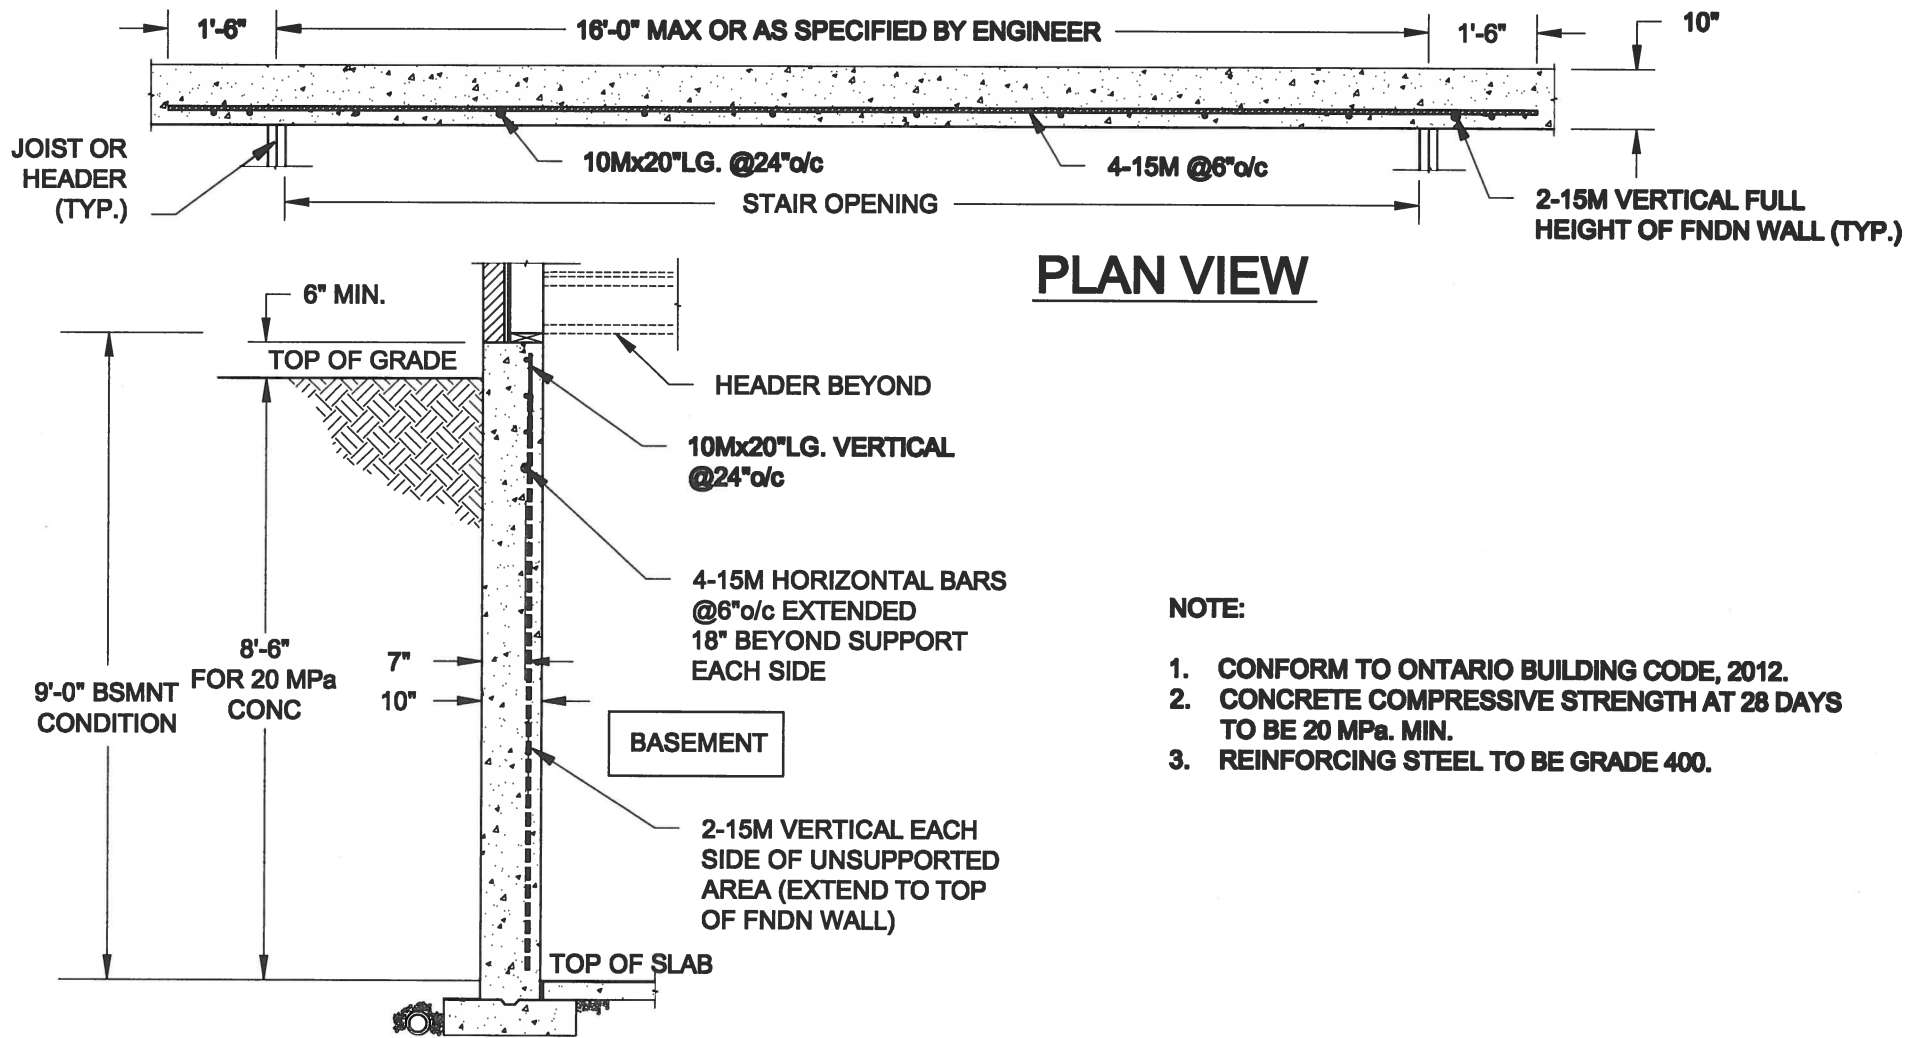 1'-6"
16'-0" MAX OR AS SPECIFIED BY ENGINEER
1'-6"
10"
JOIST OR
HEADER
(TYP.)
10Mx20"LG. @24"o/c
4-15M @6"o/c
STAIR OPENING
2-15M VERTICAL FULL
HEIGHT OF FNDN WALL (TYP.)
PLAN VIEW
6" MIN.
TOP OF GRADE
HEADER BEYOND
10Mx20"LG. VERTICAL
@24"o/c
4-15M HORIZONTAL BARS
@6"o/c EXTENDED
18" BEYOND SUPPORT
EACH SIDE
9'-0" BSMNT
CONDITION
8'-6"
FOR 20 MPa
CONC
7"
10"
BASEMENT
2-15M VERTICAL EACH
SIDE OF UNSUPPORTED
AREA (EXTEND TO TOP
OF FNDN WALL)
TOP OF SLAB
NOTE:
1. CONFORM TO ONTARIO BUILDING CODE, 2012.
2. CONCRETE COMPRESSIVE STRENGTH AT 28 DAYS
TO BE 20 MPa. MIN.
3. REINFORCING STEEL TO BE GRADE 400.